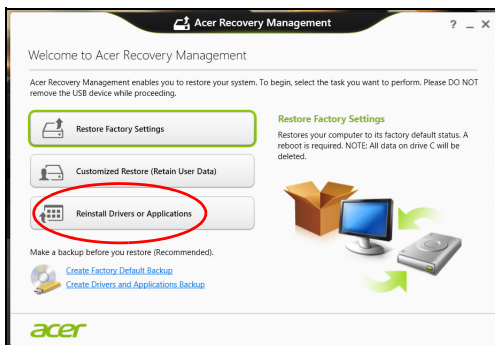 Acer Recovery Management
? _ ×
Welcome to Acer Recovery Management
Acer Recovery Management enables you to restore your system. To begin, select the task you want to perform. Please DO NOT
remove the USB device while proceeding.
Restore Factory Settings
Customized Restore (Retain User Data)
Reinstall Drivers or Applications
Make a backup before you restore (Recommended).
Create Factory Default Backup
Create Drivers and Applications Backup
Restore Factory Settings
Restores your computer to its factory default status. A
reboot is required. NOTE: All data on drive C will be
deleted.
acer